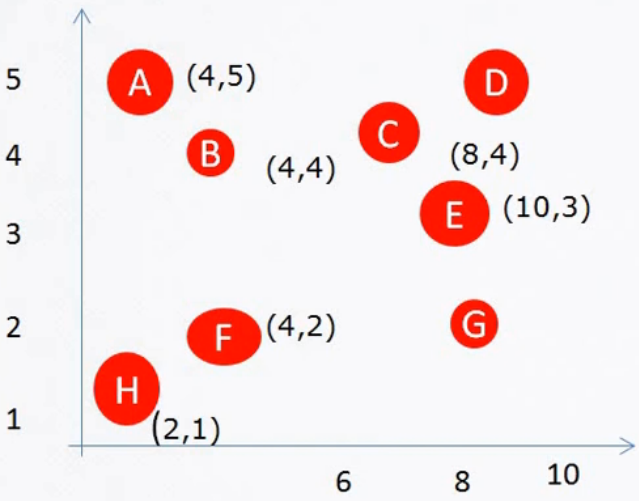 5
A (4,5)
D
4
B (4,4)
C (8,4)
3
E (10,3)
2
F (4,2)
G
H (2,1)
1
6 8 10